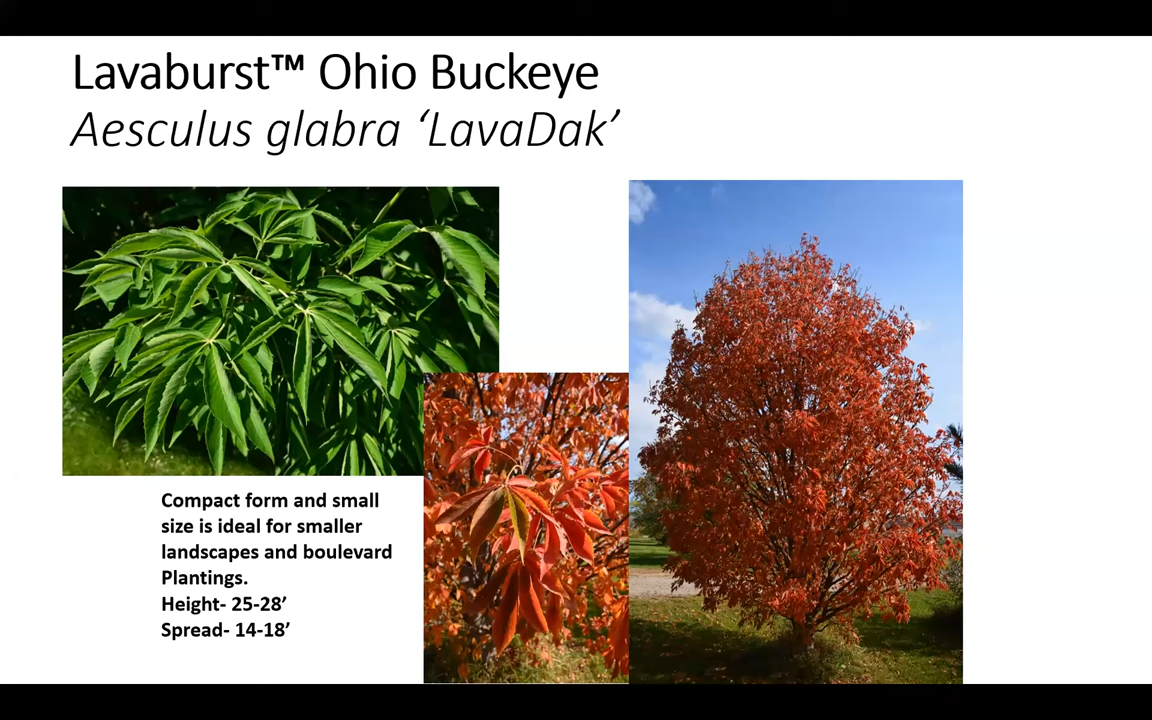 Lavaburst™ Ohio Buckeye
Aesculus glabra ‘LavaDak’
Compact form and small
size is ideal for smaller
landscapes and boulevard
Plantings.
Height- 25-28’
Spread- 14-18’